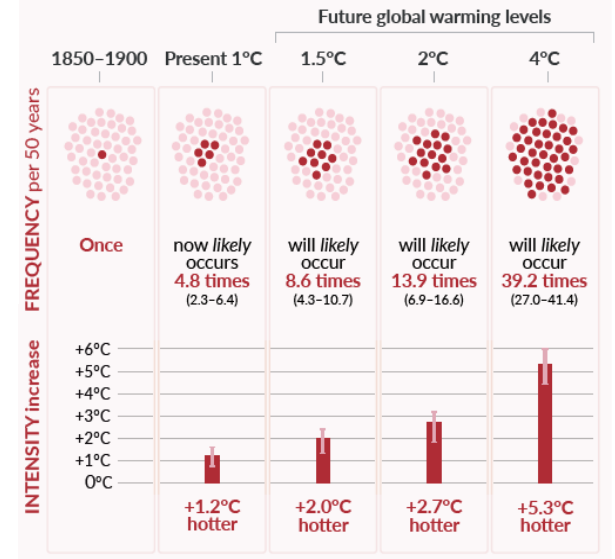 Future global warming levels
1850–1900 Present 1°C 1.5°C 2°C 4°C
FREQUENCY per 50 years
Once
now likely
occurs
4.8 times
(2.3–6.4)
will likely
occur
8.6 times
(4.3–10.7)
will likely
occur
13.9 times
(6.9–16.6)
will likely
occur
39.2 times
(27.0–41.4)
INTENSITY increase
+6°C
+5°C
+4°C
+3°C
+2°C
+1°C
0°C
+1.2°C
hotter
+2.0°C
hotter
+2.7°C
hotter
+5.3°C
hotter